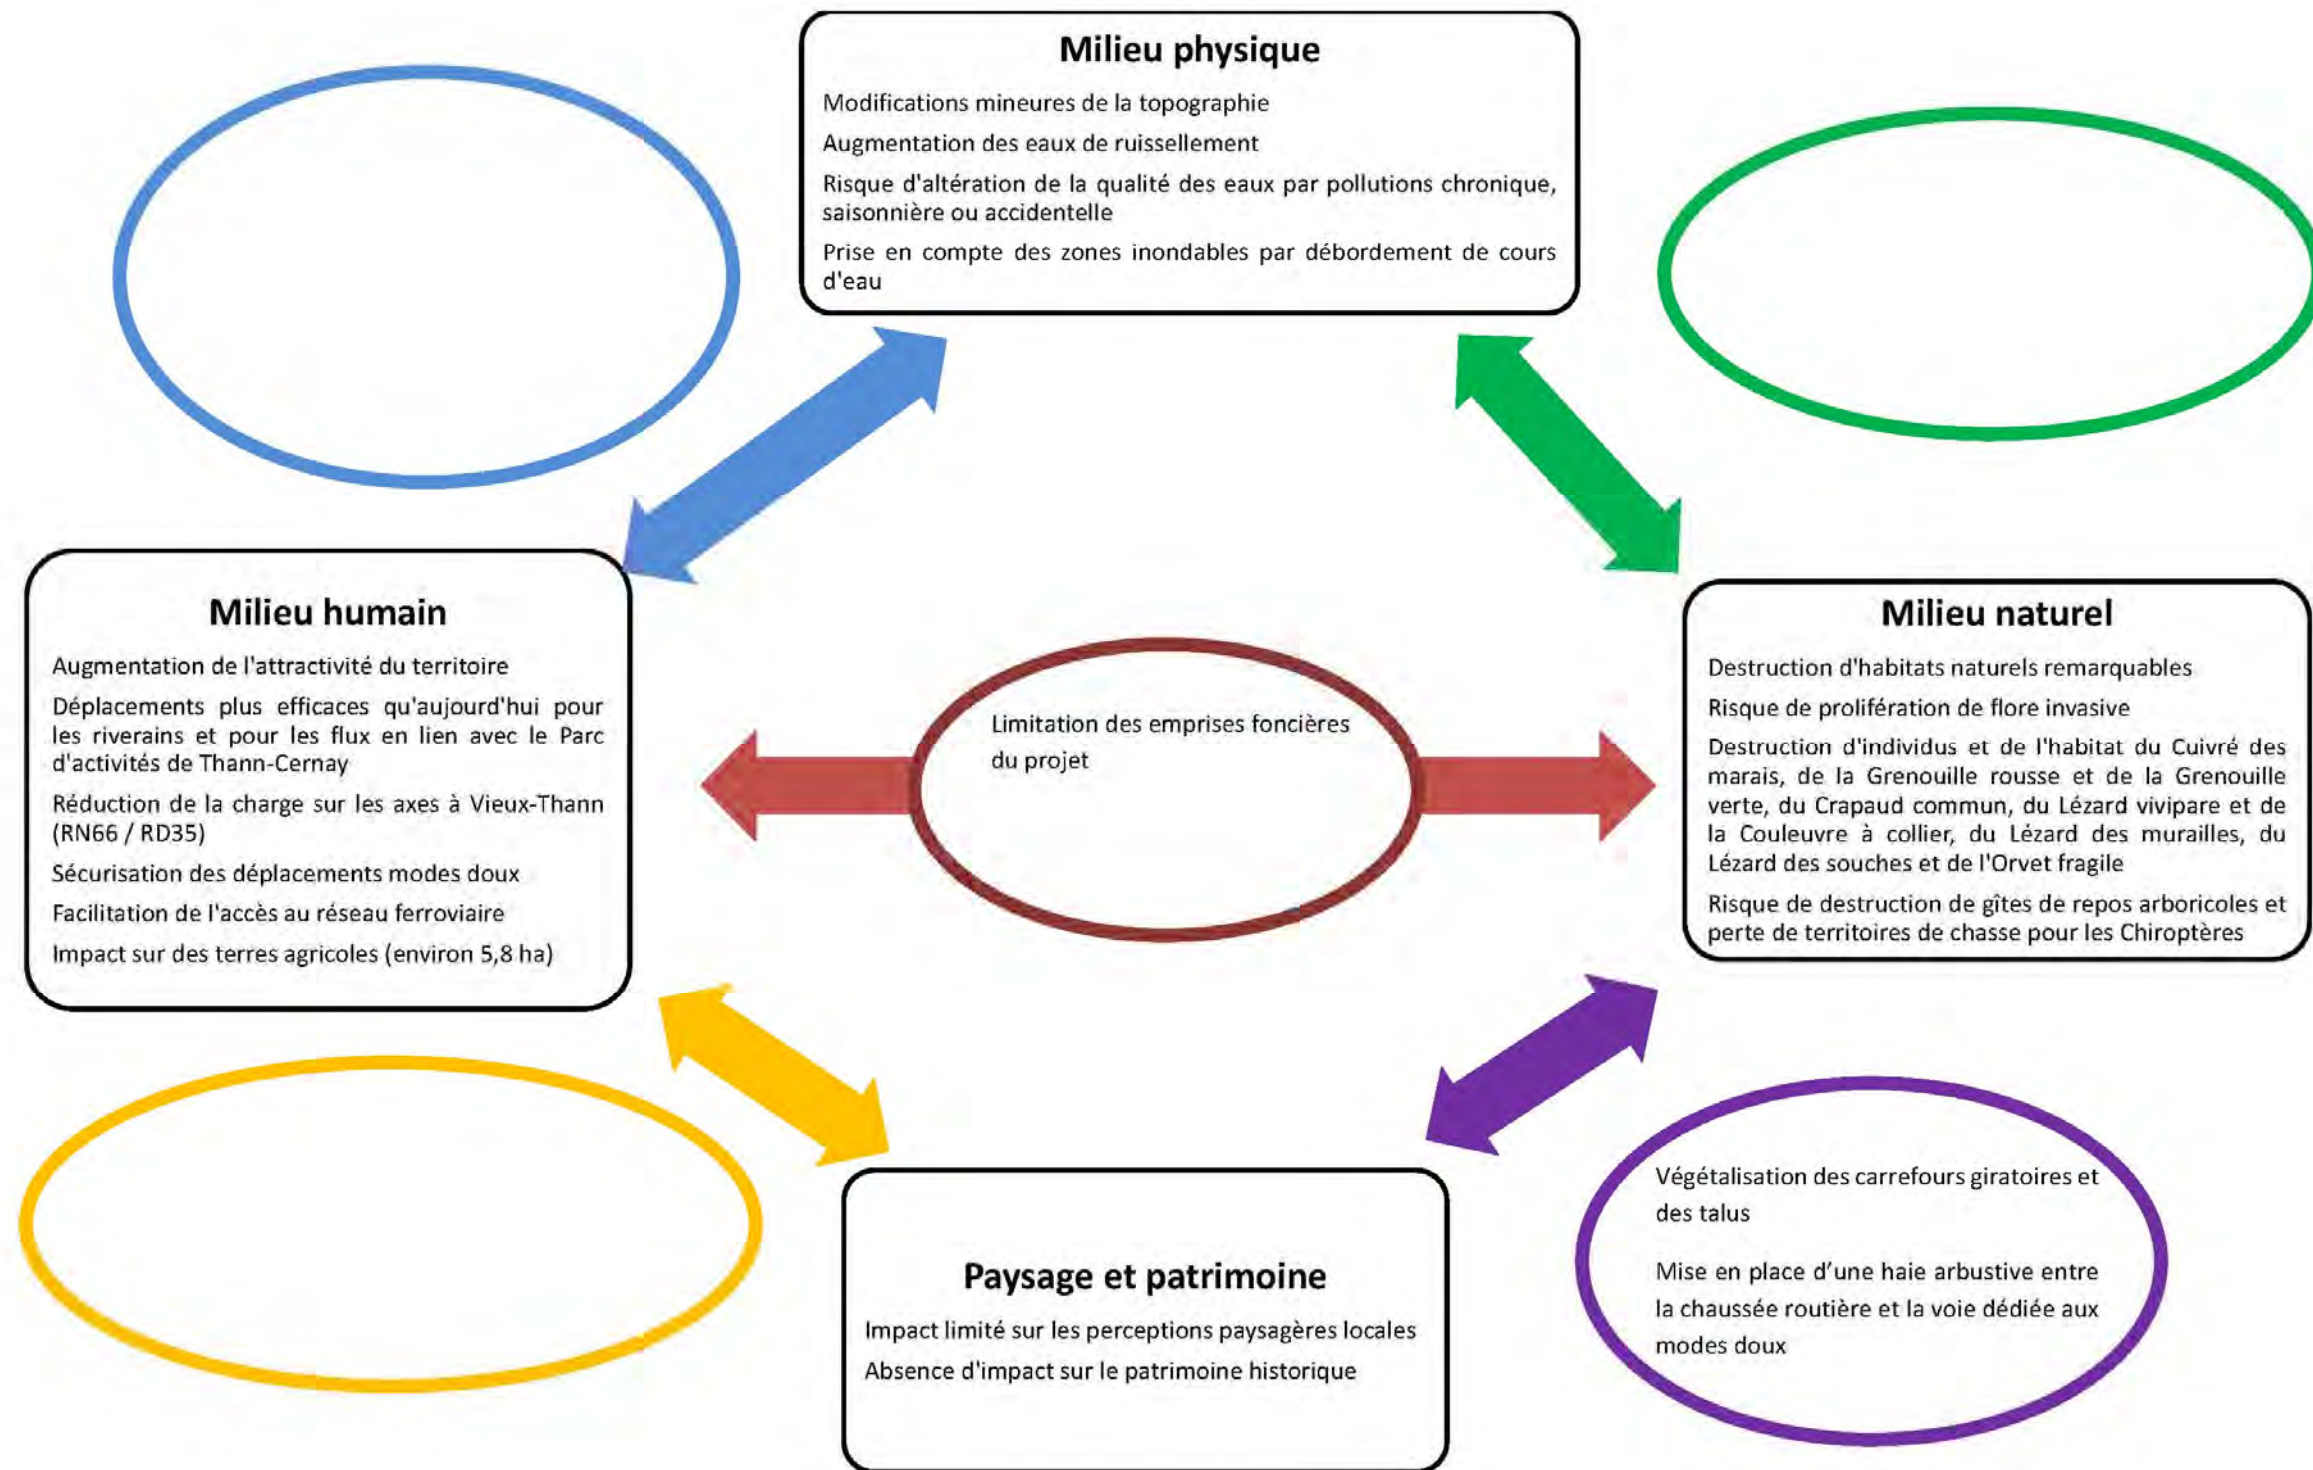 Milieu physique
Modifications mineures de la topographie
Augmentation des eaux de ruissellement
Risque d'altération de la qualité des eaux par pollutions chronique,
saisonnière ou accidentelle
Prise en compte des zones inondables par débordement de cours
d'eau
Milieu humain
Augmentation de l'attractivité du territoire
Déplacements plus efficaces qu'aujourd'hui pour
les riverains et pour les flux en lien avec le Parc
d'activités de Thann-Cernay
Réduction de la charge sur les axes à Vieux-Thann
(RN66 / RD35)
Sécurisation des déplacements modes doux
Facilitation de l'accès au réseau ferroviaire
Impact sur des terres agricoles (environ 5,8 ha)
Limitation des emprises foncières
du projet
Milieu naturel
Destruction d'habitats naturels remarquables
Risque de prolifération de flore invasive
Destruction d'individus et de l'habitat du Cuivré des
marais, de la Grenouille rousse et de la Grenouille
verte, du Crapaud commun, du Lézard vivipare et de
la Couleuvre à collier, du Lézard des murailles, du
Lézard des souches et de l'Orvet fragile
Risque de destruction de gîtes de repos arboricoles et
perte de territoires de chasse pour les Chiroptères
Paysage et patrimoine
Impact limité sur les perceptions paysagères locales
Absence d'impact sur le patrimoine historique
Végétalisation des carrefours giratoires et
des talus
Mise en place d’une haie arbustive entre
la chaussée routière et la voie dédiée aux
modes doux